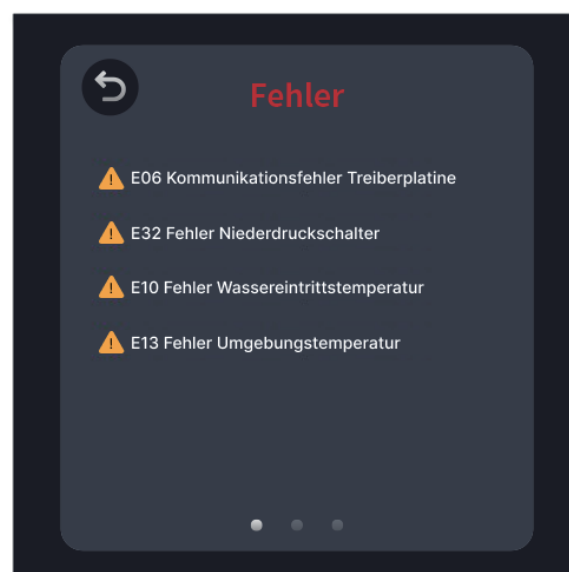 Fehler
E06 Kommunikationsfehler Treiberplatine
E32 Fehler Niederdruckschalter
E10 Fehler Wassereintrittstemperatur
E13 Fehler Umgebungstemperatur